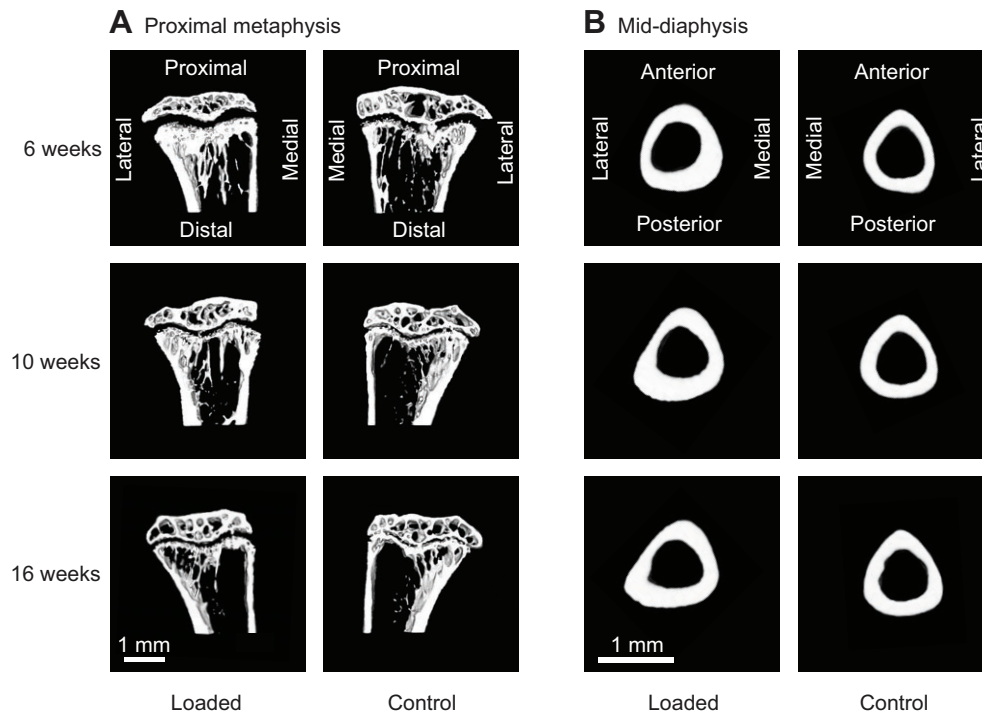 A Proximal metaphysis
B Mid-diaphysis
6 weeks
Proximal
Lateral
Medial
Distal
Proximal
Medial
Lateral
Distal
Anterior
Lateral
Medial
Posterior
Anterior
Medial
Lateral
Posterior
10 weeks
16 weeks
1 mm
1 mm
Loaded
Control
Loaded
Control